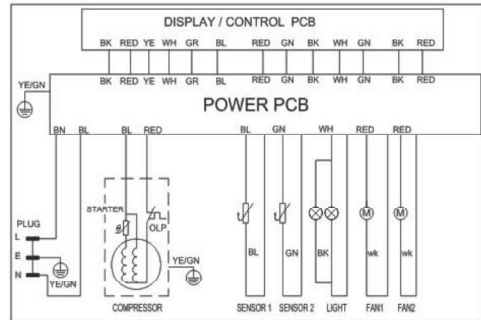 DISPLAY / CONTROL PCB
BK RED YE WH GR BL RED GN BK WH GN BK RED
BK RED YE WH GR BL RED GN BK WH GN BK RED
YE/GN
POWER PCB
BN BL BL RED BL GN WH RED RED
STARTER
OLP
PLUG
L
E
N
YE/GN
YE/GN
M M
BL GN BK wk wk
COMPRESSOR SENSOR 1 SENSOR 2 LIGHT FAN1 FAN2